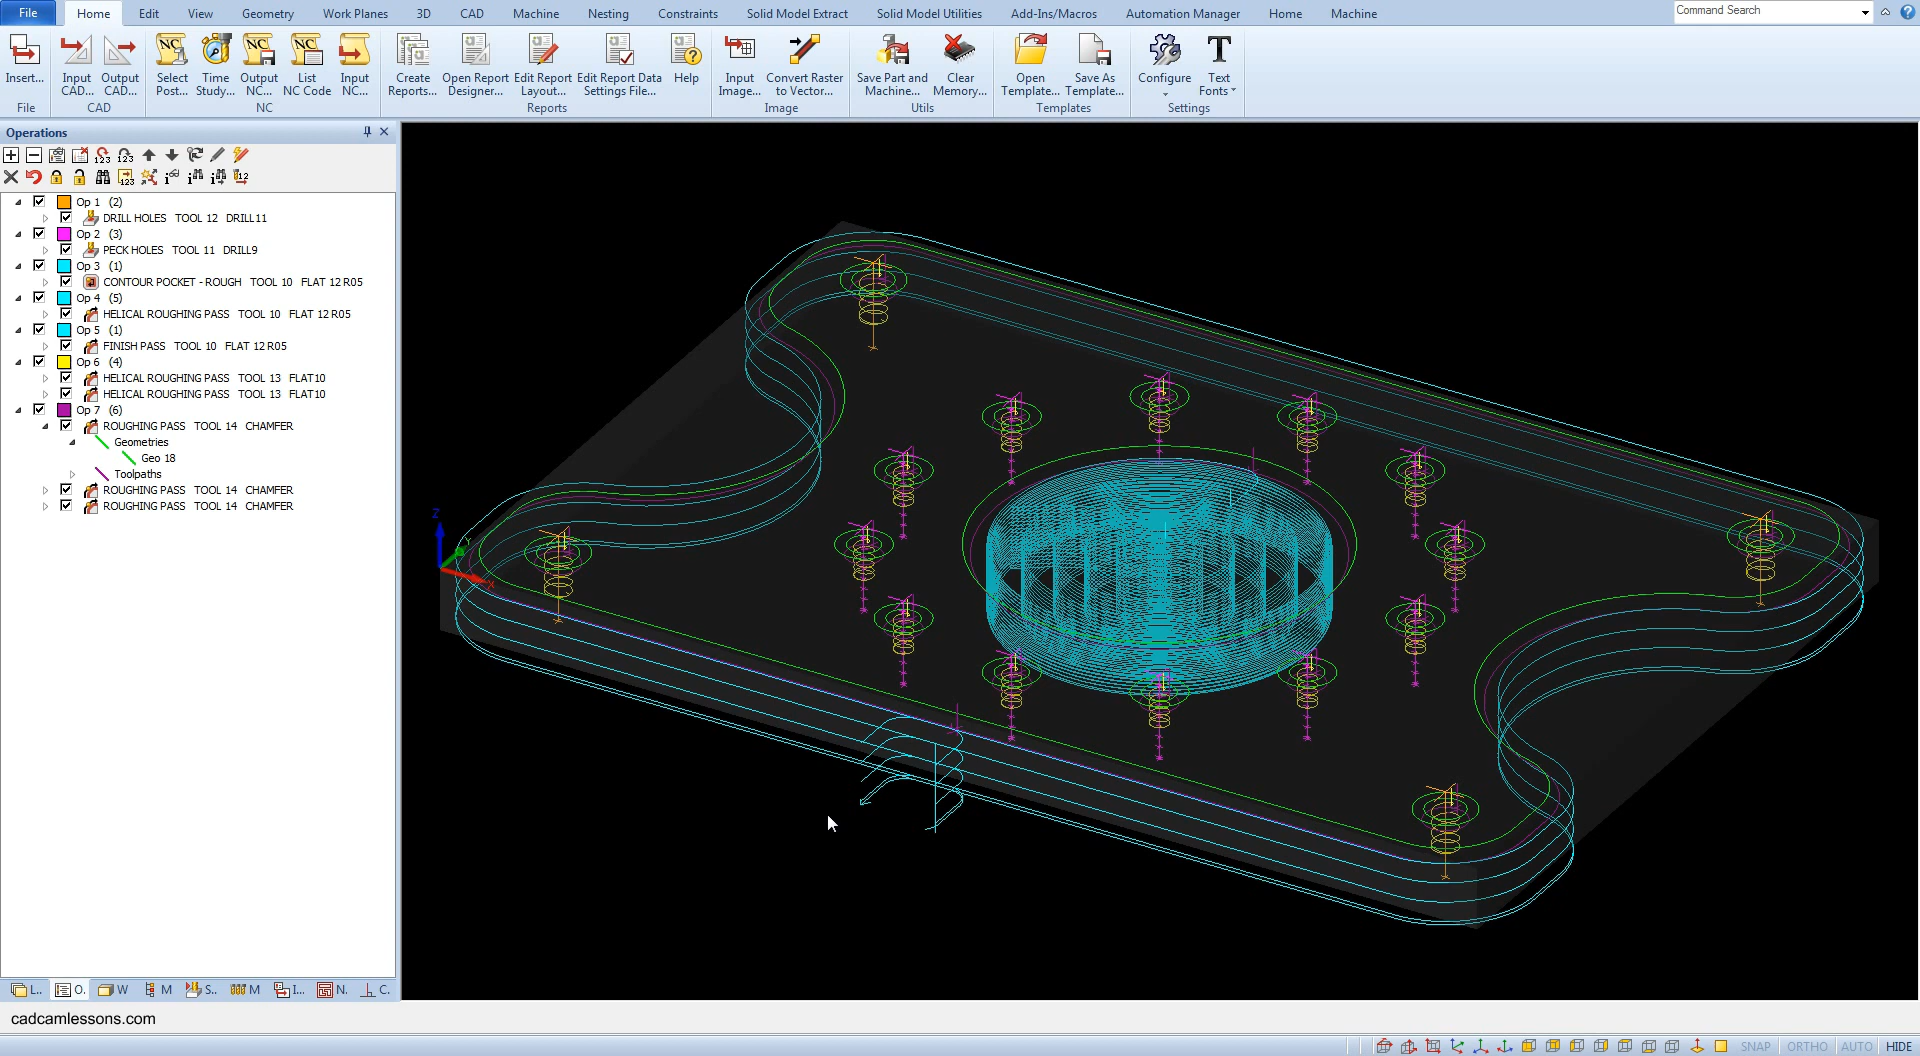 File Home Edit View Geometry Work Planes 3D CAD Machine Nesting Constraints Solid Model Extract Solid Model Utilities Add-Ins/Macros Automation Manager Home Machine Command Search
Insert... Input CAD... Output CAD... Select Post... Time Study... Output NC... List NC Code Input NC... Create Reports... Open Report Designer... Edit Report Layout... Edit Report Data Settings File... Help Input Image... Convert Raster to Vector... Save Part and Machine... Clear Memory... Open Template... Save As Template... Configure Text Fonts
File CAD NC Reports Image Utils Templates Settings
Operations
Op 1 (2)
DRILL HOLES TOOL 12 DRILL11
Op 2 (3)
PECK HOLES TOOL 11 DRILL9
Op 3 (1)
CONTOUR POCKET - ROUGH TOOL 10 FLAT 12 R05
Op 4 (5)
HELICAL ROUGHING PASS TOOL 10 FLAT 12 R05
Op 5 (1)
FINISH PASS TOOL 10 FLAT 12 R05
Op 6 (4)
HELICAL ROUGHING PASS TOOL 13 FLAT10
HELICAL ROUGHING PASS TOOL 13 FLAT10
Op 7 (6)
ROUGHING PASS TOOL 14 CHAMFER
Geometries
Geo 18
Toolpaths
ROUGHING PASS TOOL 14 CHAMFER
ROUGHING PASS TOOL 14 CHAMFER
Z
X
L.. O. W M S.. M I... N. C.
cadcamlessons.com
SNAP ORTHO AUTO HIDE